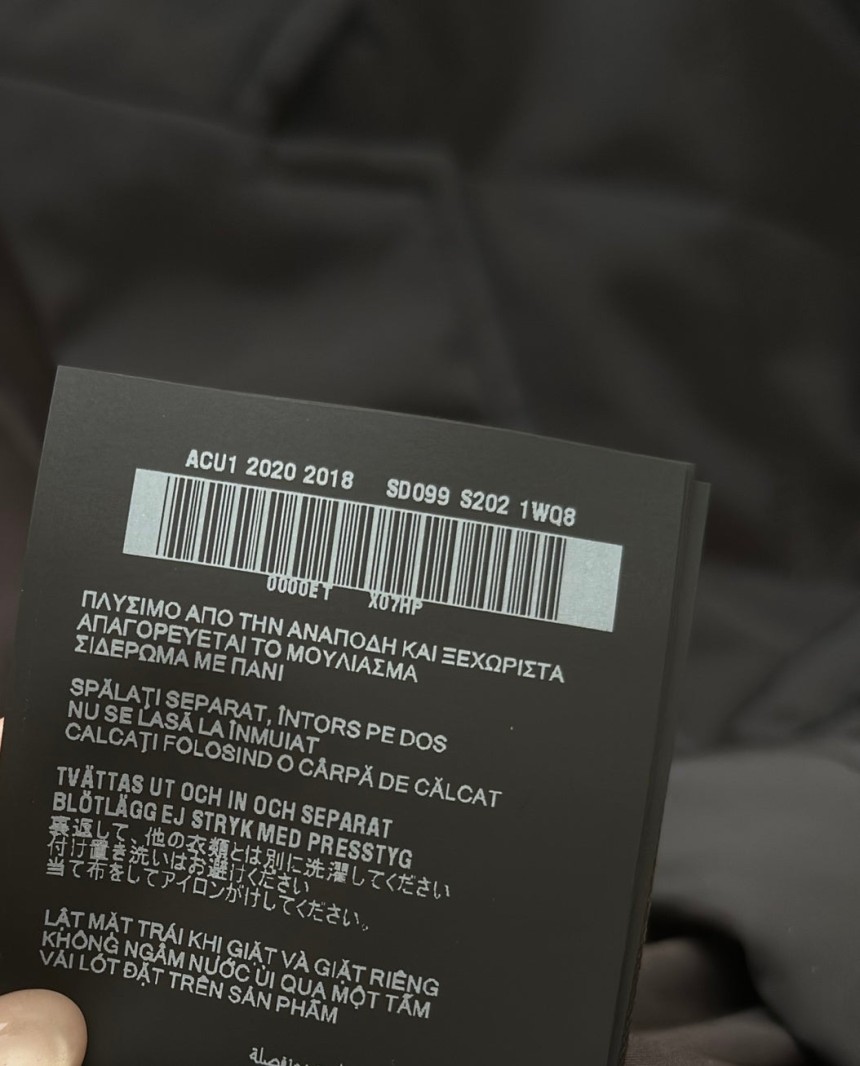 ACU1 2020 2018 SD099 S202 1WQ8
0000ET X07HP
ΠΛΥΣΙΜΟ ΑΠΟ ΤΗΝ ΑΝΑΠΟΔΗ ΚΑΙ ΞΕΧΩΡΙΣΤΑ
ΑΠΑΓΟΡΕΥΕΤΑΙ ΤΟ ΜΟΥΛΙΑΣΜΑ
ΣΙΔΕΡΩΜΑ ΜΕ ΠΑΝΙ
SPĂLAȚI SEPARAT, ÎNTORS PE DOS
NU SE LASĂ LA ÎNMUIAT
CALCAȚI FOLOSIND O CÂRPĂ DE CĂLCAT
TVÄTTAS UT OCH IN OCH SEPARAT
BLÖTLÄGG EJ STRYK MED PRESSTYG
裏返して、他の衣類とは別に洗濯してください
付け置き洗いはお避けください
当て布をしてアイロンがけしてください。
LẬT MẶT TRÁI KHI GIẶT VÀ GIẶT RIÊNG
KHÔNG NGÂM NƯỚC ỦI QUA MỘT TẤM
VẢI LÓT ĐẶT TRÊN SẢN PHẨM